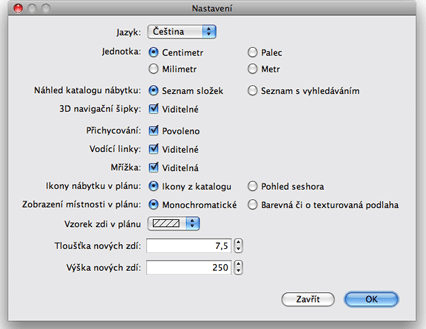 Nastavení
Jazyk: Čeština
Jednotka: Centimetr Palec
Milimetr Metr
Náhled katalogu nábytku: Seznam složek Seznam s vyhledáváním
3D navigační šipky: Viditelné
Přichycování: Povoleno
Vodící linky: Viditelné
Mřížka: Viditelná
Ikony nábytku v plánu: Ikony z katalogu Pohled seshora
Zobrazení místnosti v plánu: Monochromatické Barevná či o texturovaná podlaha
Vzorek zdi v plánu
Tloušťka nových zdí: 7,5
Výška nových zdí: 250
Zavřít OK